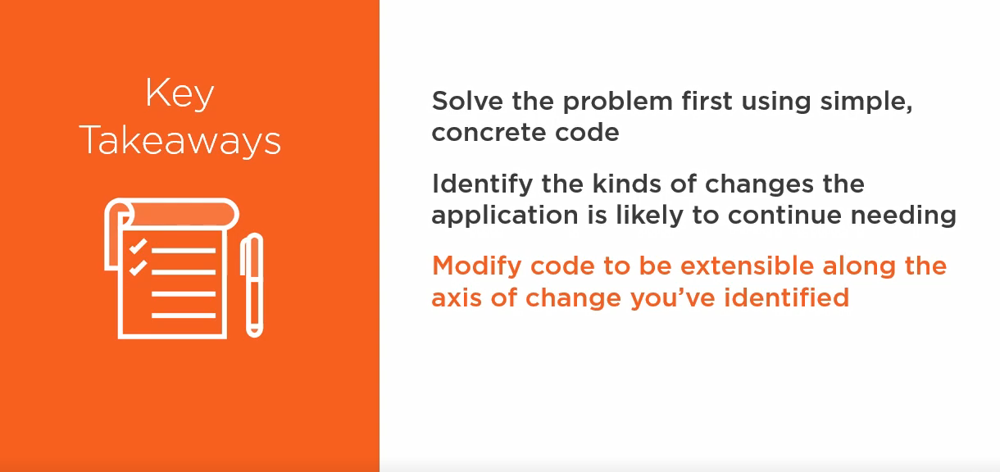 Key
Takeaways
Solve the problem first using simple,
concrete code
Identify the kinds of changes the
application is likely to continue needing
Modify code to be extensible along the
axis of change you’ve identified